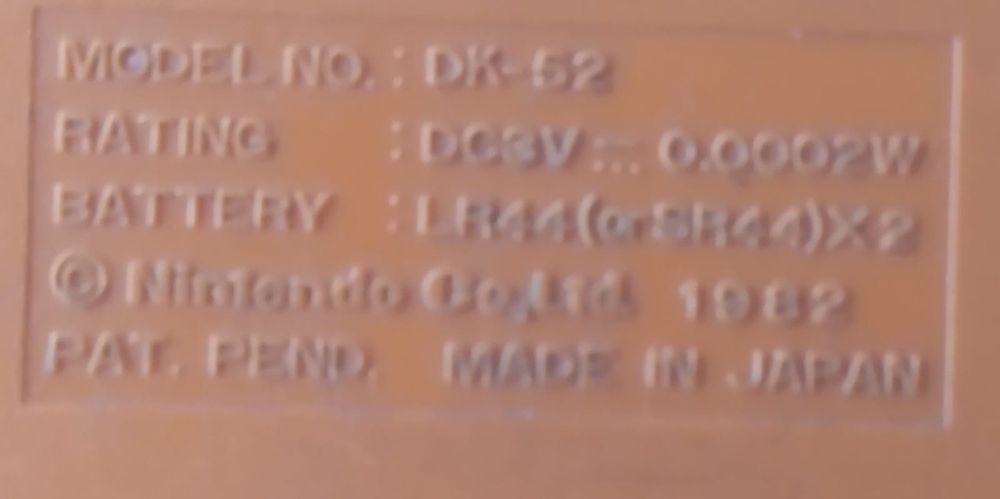 MODEL NO. : DK-52
RATING : DC3V ⎓ 0.0002W
BATTERY : LR44(or SR44)X2
© Nintendo Co.,Ltd. 1982
PAT. PEND. MADE IN JAPAN